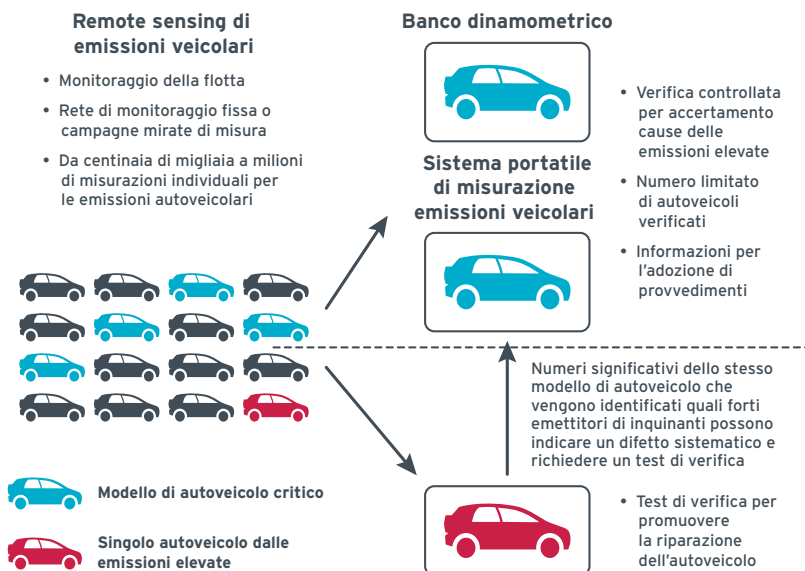 Remote sensing di
emissioni veicolari
• Monitoraggio della flotta
• Rete di monitoraggio fissa o
campagne mirate di misura
• Da centinaia di migliaia a milioni
di misurazioni individuali per
le emissioni autoveicolari
Banco dinamometrico
Sistema portatile
di misurazione
emissioni veicolari
• Verifica controllata
per accertamento
cause delle
emissioni elevate
• Numero limitato
di autoveicoli
verificati
• Informazioni per
l'adozione di
provvedimenti
Numeri significativi dello stesso
modello di autoveicolo che
vengono identificati quali forti
emettitori di inquinanti possono
indicare un difetto sistematico e
richiedere un test di verifica
Modello di autoveicolo critico
Singolo autoveicolo dalle
emissioni elevate
• Test di verifica per
promuovere
la riparazione
dell'autoveicolo